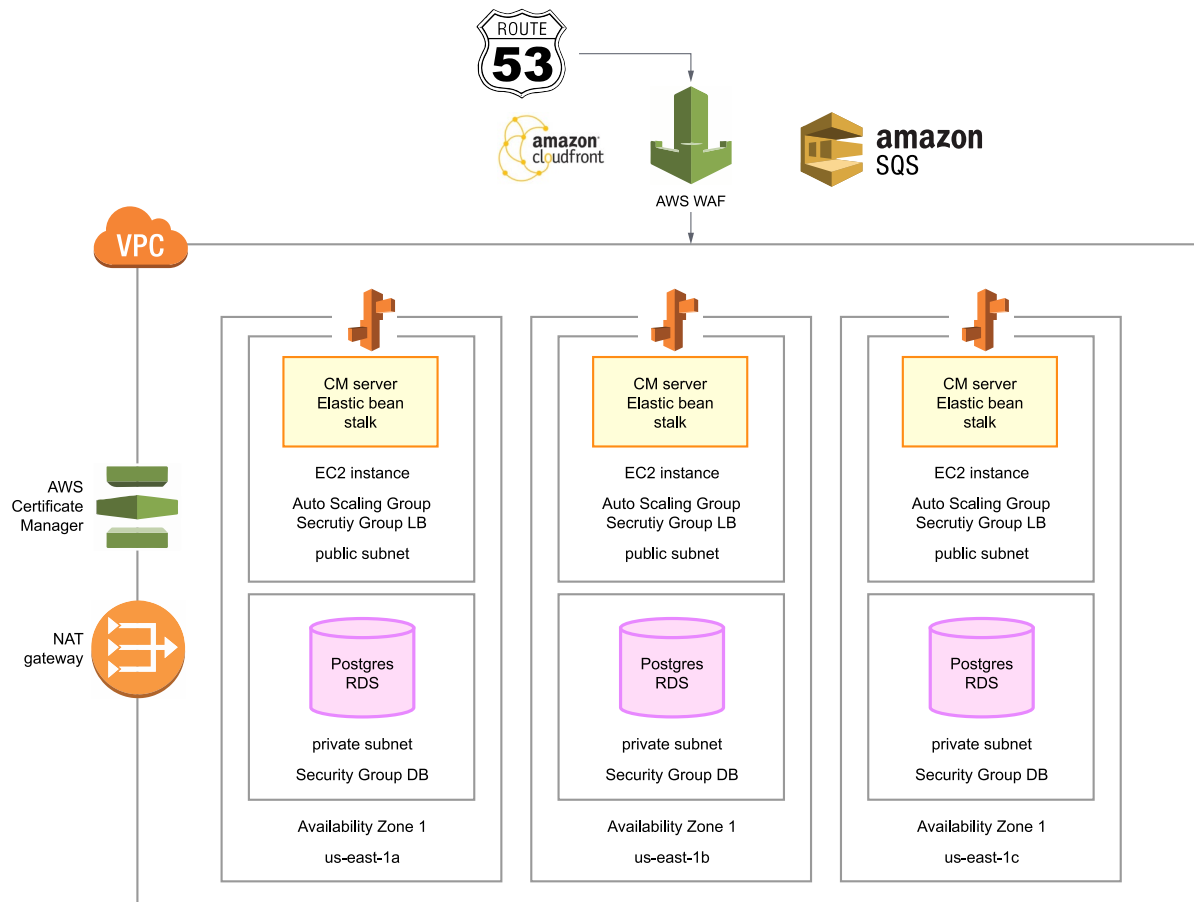 ROUTE
53
amazon
cloudfront
amazon
SQS
AWS WAF
VPC
AWS
Certificate
Manager
NAT
gateway
CM server
Elastic bean
stalk
EC2 instance
Auto Scaling Group
Secrutiy Group LB
public subnet
Postgres
RDS
private subnet
Security Group DB
Availability Zone 1
us-east-1a
CM server
Elastic bean
stalk
EC2 instance
Auto Scaling Group
Secrutiy Group LB
public subnet
Postgres
RDS
private subnet
Security Group DB
Availability Zone 1
us-east-1b
CM server
Elastic bean
stalk
EC2 instance
Auto Scaling Group
Secrutiy Group LB
public subnet
Postgres
RDS
private subnet
Security Group DB
Availability Zone 1
us-east-1c